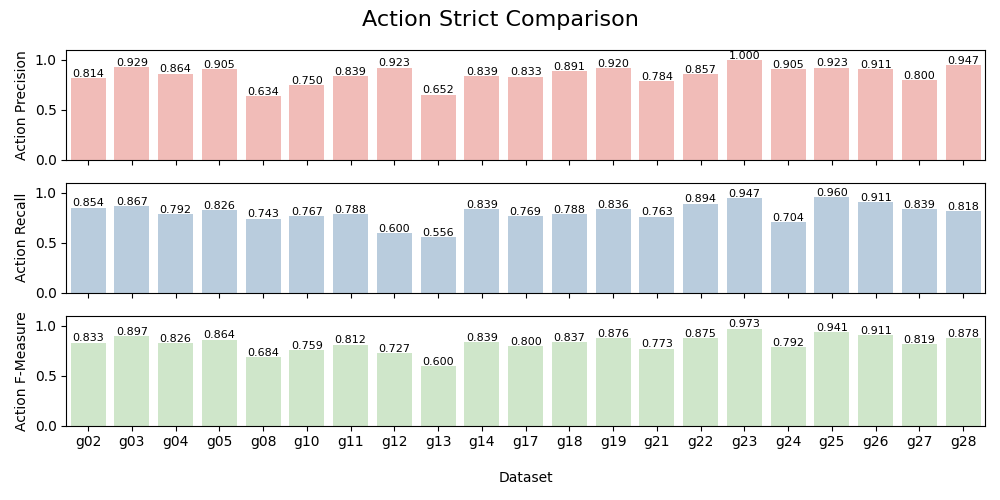 Action Strict Comparison
Action Precision
1.0
0.5
0.0
0.814 0.929 0.864 0.905 0.634 0.750 0.839 0.923 0.652 0.839 0.833 0.891 0.920 0.784 0.857 1.000 0.905 0.923 0.911 0.800 0.947
Action Recall
1.0
0.5
0.0
0.854 0.867 0.792 0.826 0.743 0.767 0.788 0.600 0.556 0.839 0.769 0.788 0.836 0.763 0.894 0.947 0.704 0.960 0.911 0.839 0.818
Action F-Measure
1.0
0.5
0.0
0.833 0.897 0.826 0.864 0.684 0.759 0.812 0.727 0.600 0.839 0.800 0.837 0.876 0.773 0.875 0.973 0.792 0.941 0.911 0.819 0.878
g02 g03 g04 g05 g08 g10 g11 g12 g13 g14 g17 g18 g19 g21 g22 g23 g24 g25 g26 g27 g28
Dataset